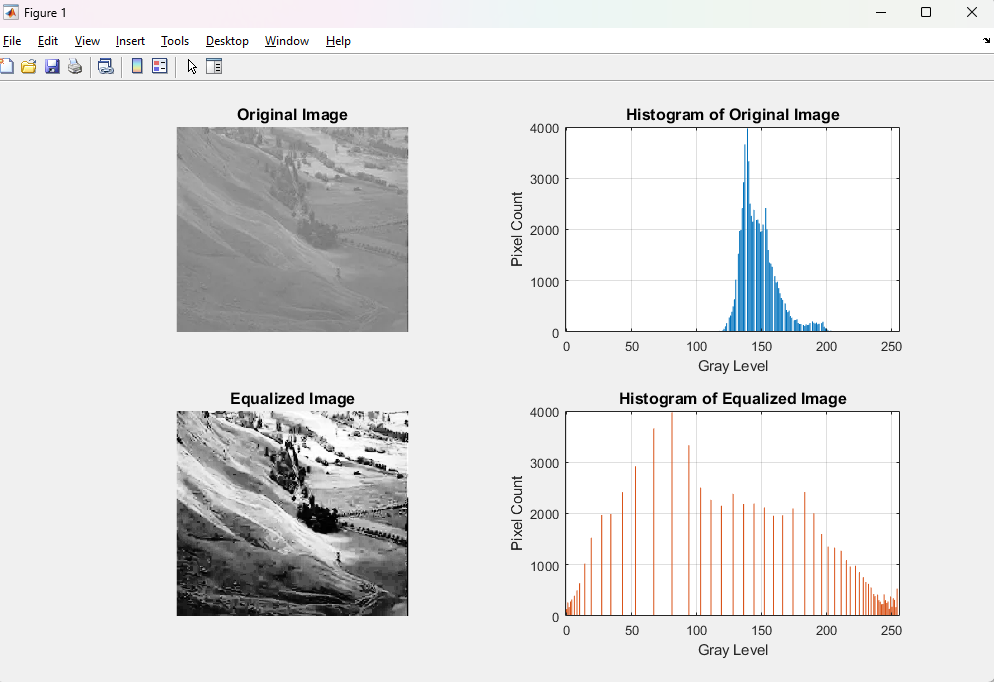 Figure 1
File Edit View Insert Tools Desktop Window Help
Original Image
Histogram of Original Image
4000
3000
2000
1000
0
Pixel Count
0 50 100 150 200 250
Gray Level
Equalized Image
Histogram of Equalized Image
4000
3000
2000
1000
0
Pixel Count
0 50 100 150 200 250
Gray Level